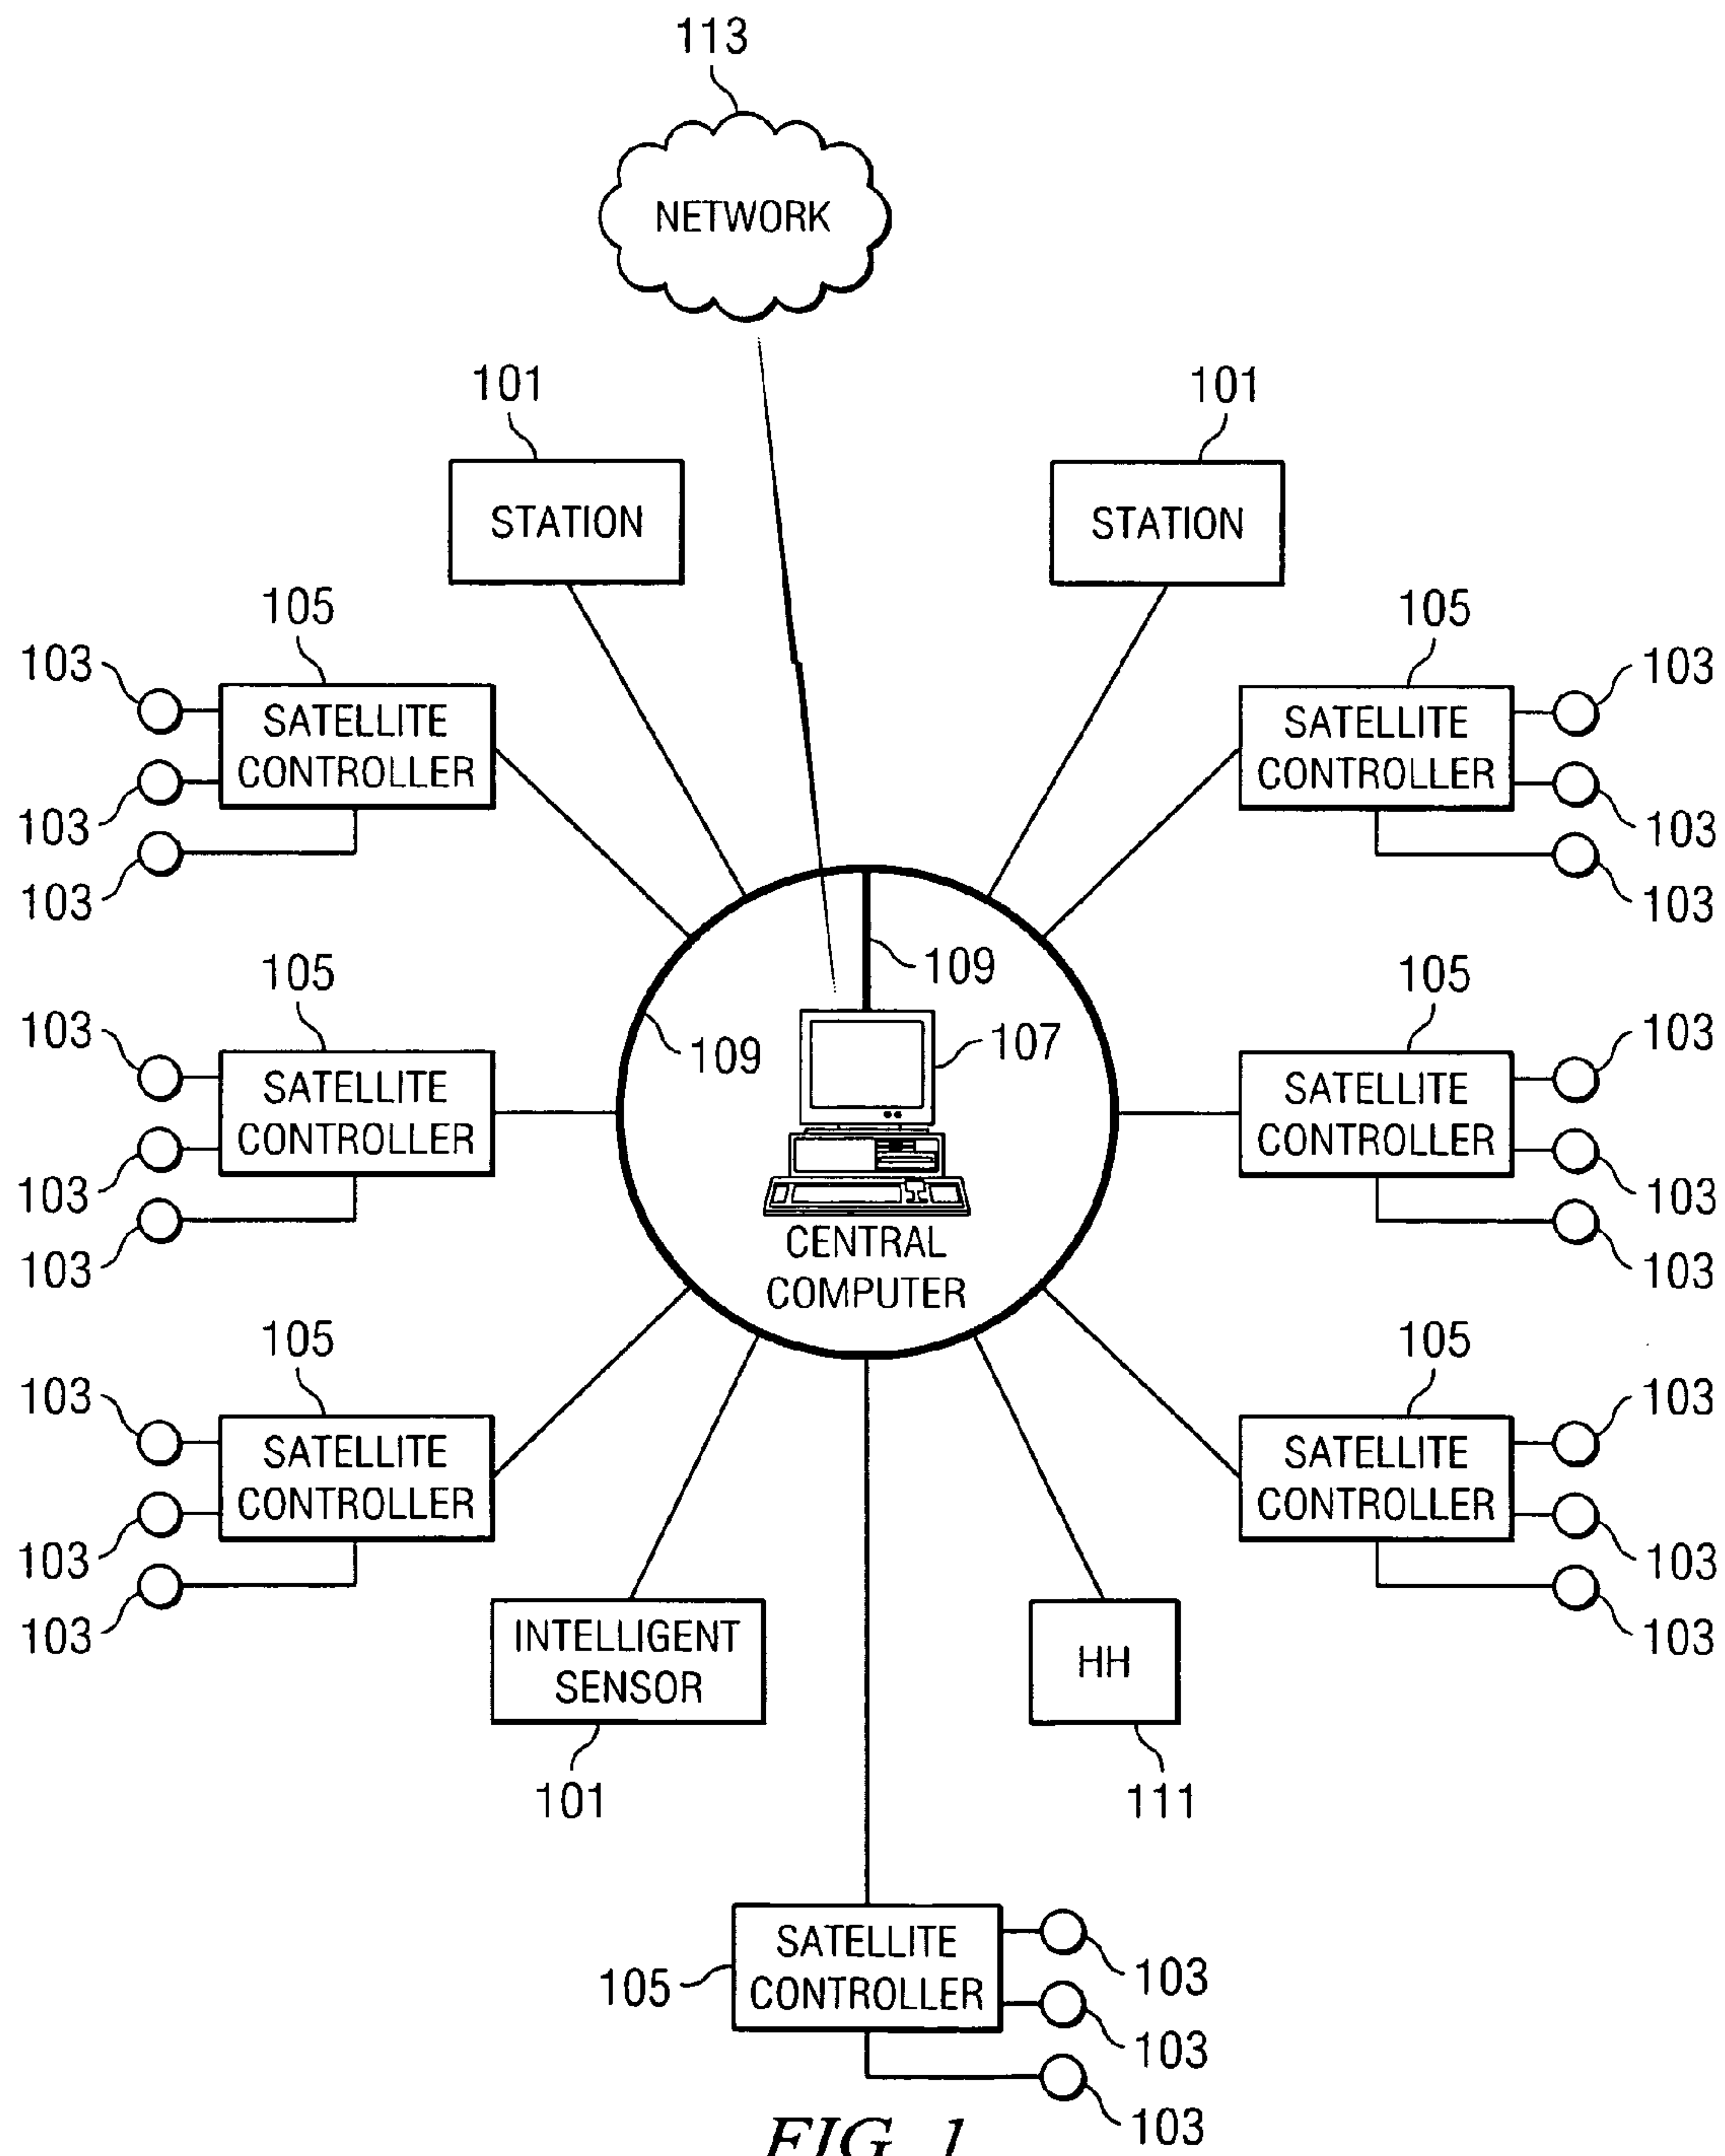 113
NETWORK
101
101
STATION
STATION
105
105
103
103
SATELLITE
CONTROLLER
SATELLITE
CONTROLLER
103
103
103
103
109
105
105
103
103
109
107
SATELLITE
CONTROLLER
SATELLITE
CONTROLLER
103
103
103
103
CENTRAL
COMPUTER
105
105
103
103
SATELLITE
CONTROLLER
SATELLITE
CONTROLLER
103
103
103
103
INTELLIGENT
SENSOR
HH
101
111
SATELLITE
CONTROLLER
105
103
103
103
FIG. 1